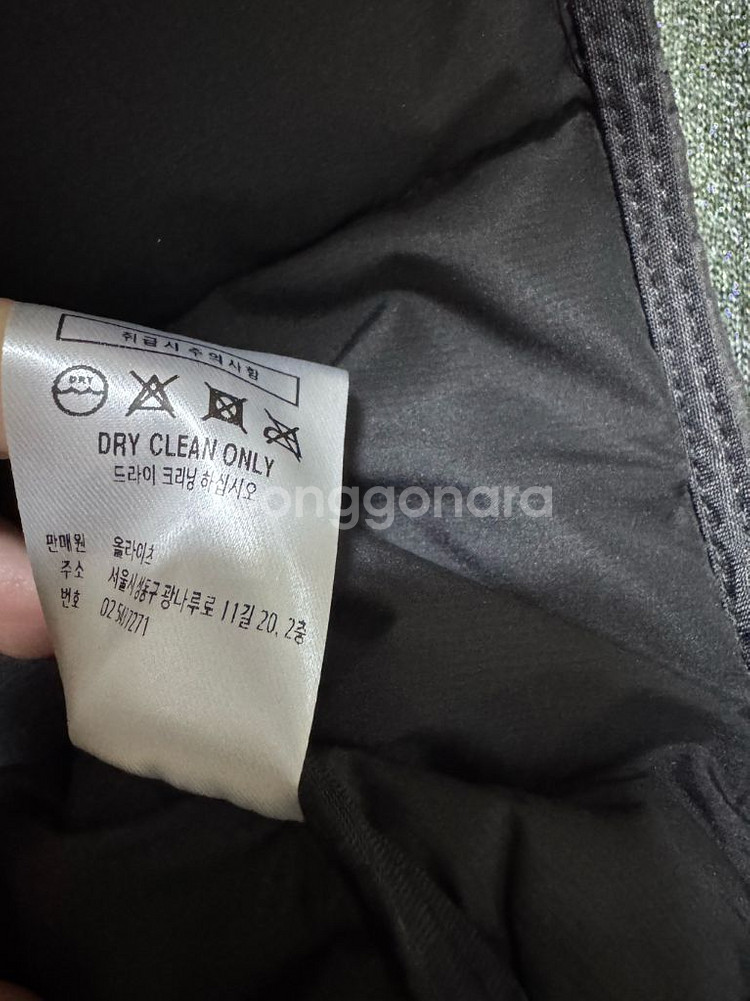 취급시 주의사항
DRY
DRY CLEAN ONLY
드라이 크리닝 하십시오
판매원 올라이츠
주소 서울시성동구 광나루로 11길 20, 2층
번호 02 5417271
onggonara